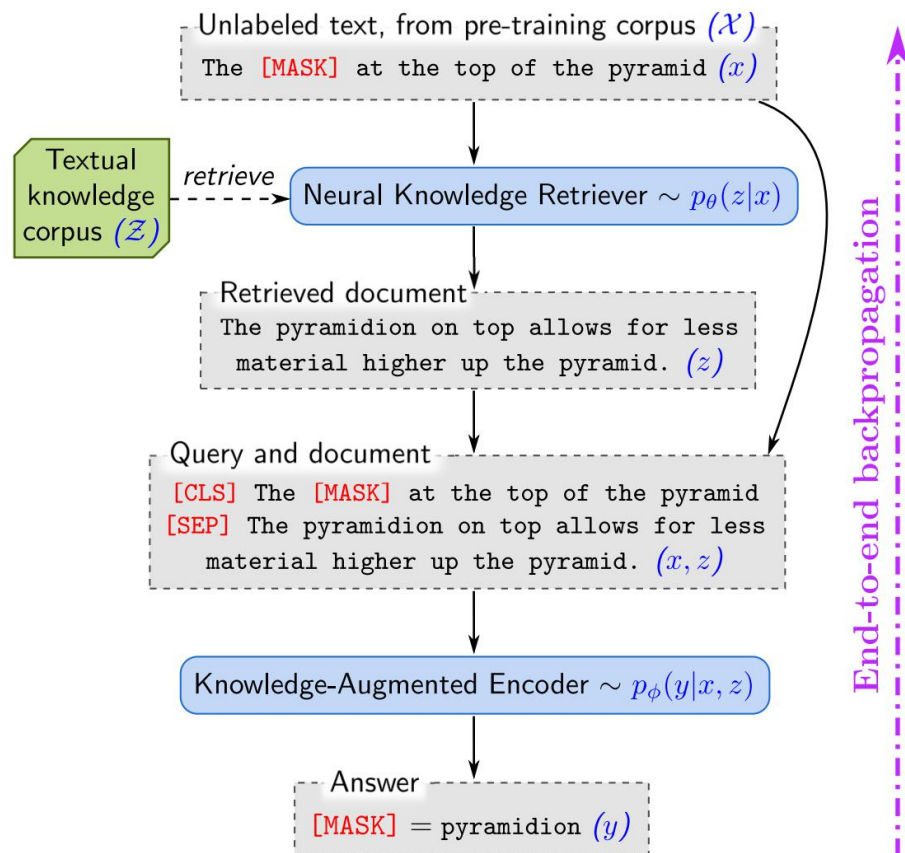 Unlabeled text, from pre-training corpus (𝒳)
The [MASK] at the top of the pyramid (x)
Textual
knowledge
corpus (𝒵)
retrieve
Neural Knowledge Retriever ∼ pθ(z|x)
Retrieved document
The pyramidion on top allows for less
material higher up the pyramid. (z)
Query and document
[CLS] The [MASK] at the top of the pyramid
[SEP] The pyramidion on top allows for less
material higher up the pyramid. (x, z)
Knowledge-Augmented Encoder ∼ pϕ(y|x, z)
Answer
[MASK] = pyramidion (y)
End-to-end backpropagation